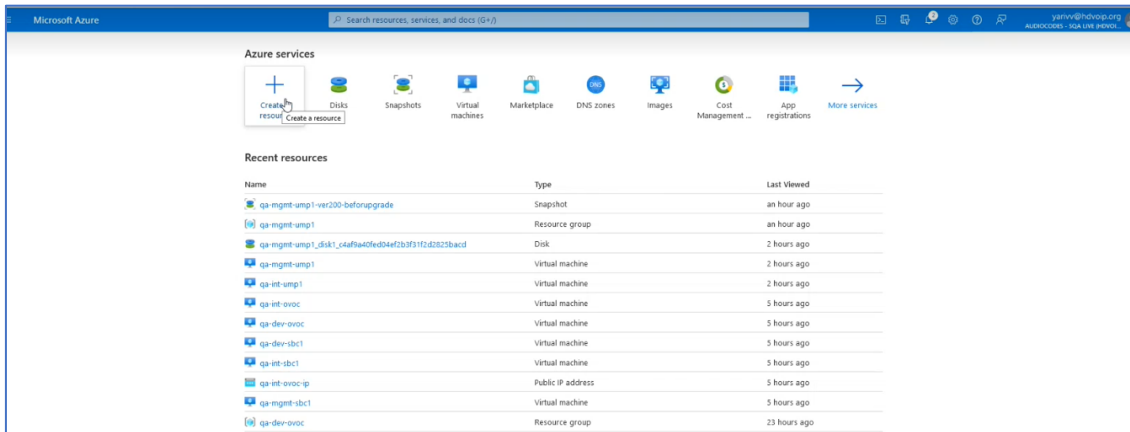 Microsoft Azure
Search resources, services, and docs (G+/)
yarivv@hdvoip.org
AUDIOCODES - SQA LIVE (HDVOI...
Azure services
Create
resour
Create a resource
Disks
Snapshots
Virtual
machines
Marketplace
DNS zones
Images
Cost
Management ...
App
registrations
More services
Recent resources
Name Type Last Viewed
qa-mgmt-ump1-ver200-beforupgrade Snapshot an hour ago
qa-mgmt-ump1 Resource group an hour ago
qa-mgmt-ump1_disk1_c4af9a40fed04ef2b3f31f2d2825bacd Disk 2 hours ago
qa-mgmt-ump1 Virtual machine 2 hours ago
qa-int-ump1 Virtual machine 2 hours ago
qa-int-ovoc Virtual machine 5 hours ago
qa-dev-ovoc Virtual machine 5 hours ago
qa-dev-sbc1 Virtual machine 5 hours ago
qa-int-sbc1 Virtual machine 5 hours ago
qa-int-ovoc-ip Public IP address 5 hours ago
qa-mgmt-sbc1 Virtual machine 5 hours ago
qa-dev-ovoc Resource group 23 hours ago